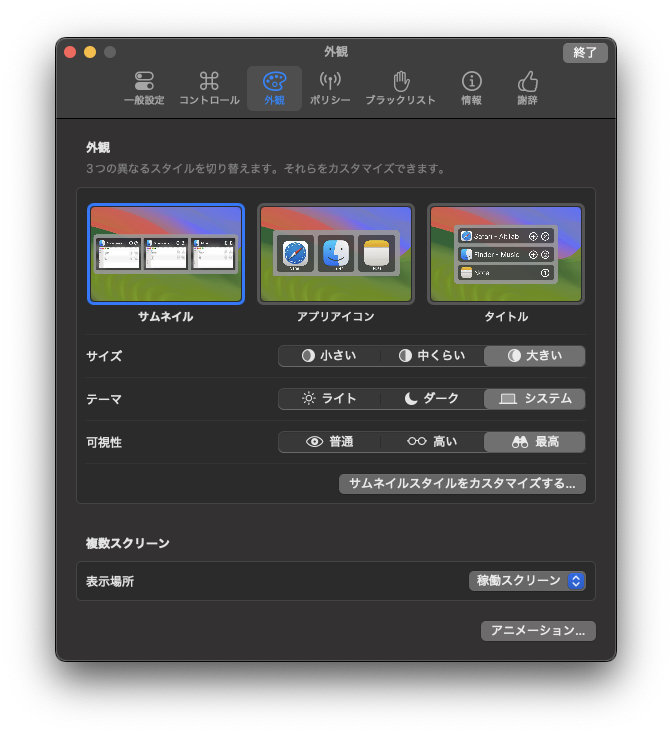 外観
終了
一般設定
コントロール
外観
ポリシー
ブラックリスト
情報
謝辞
外観
3つの異なるスタイルを切り替えます。それらをカスタマイズできます。
Safari - AltTab
Finder - Music
サムネイル
アプリアイコン
タイトル
サイズ
小さい
中くらい
大きい
テーマ
ライト
ダーク
システム
可視性
普通
高い
最高
サムネイルスタイルをカスタマイズする...
複数スクリーン
表示場所
稼働スクリーン
アニメーション...